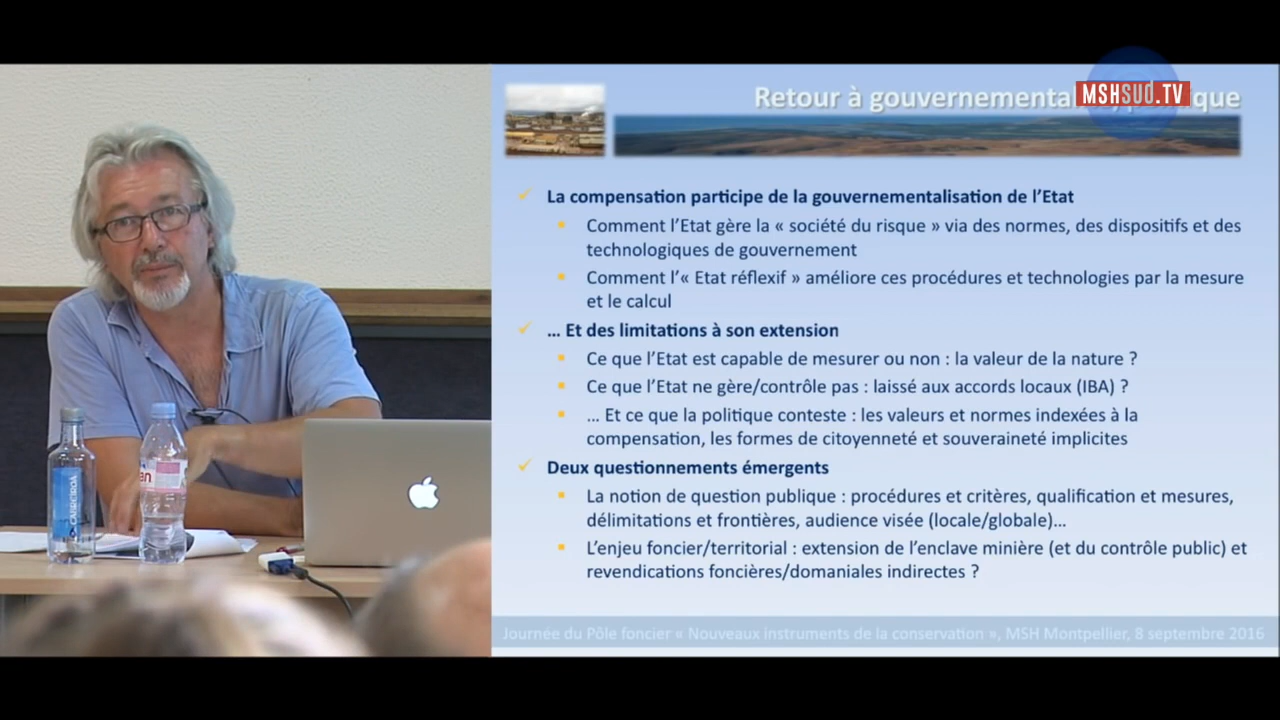 MSHSUD.TV
Retour à
La compensation participe de la gouvernementalisation de l'Etat
Comment l'Etat gère la « société du risque » via des normes, des dispositifs et des
technologiques de gouvernement
Comment l'« Etat réflexif » améliore ces procédures et technologies par la mesure
et le calcul
... Et des limitations à son extension
Ce que l'Etat est capable de mesurer ou non : la valeur de la nature ?
Ce que l'Etat ne gère/contrôle pas : laissé aux accords locaux (IBA) ?
... Et ce que la politique conteste : les valeurs et normes indexées à la
compensation, les formes de citoyenneté et souveraineté implicites
Deux questionnements émergents
La notion de question publique : procédures et critères, qualification et mesures,
délimitations et frontières, audience visée (locale/globale)...
L'enjeu foncier/territorial : extension de l'enclave minière (et du contrôle public) et
revendications foncières/domaniales indirectes ?
Journée du Pôle foncier « Nouveaux instruments de la conservation », MSH Montpellier, 8 septembre 2016
CABREIROÁ